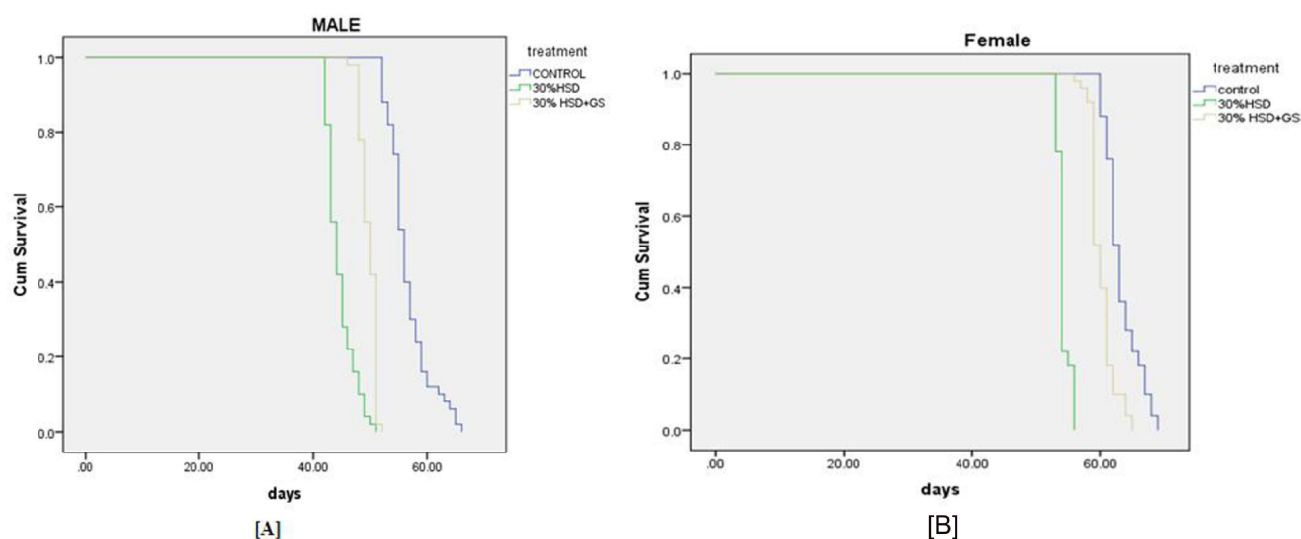 MALE
treatment
CONTROL
30%HSD
30% HSD+GS
1.0
0.8
0.6
0.4
0.2
0.0
Cum Survival
.00
20.00
40.00
60.00
days
[A]
Female
treatment
control
30%HSD
30% HSD+GS
1.0
0.8
0.6
0.4
0.2
0.0
Cum Survival
.00
20.00
40.00
60.00
days
[B]